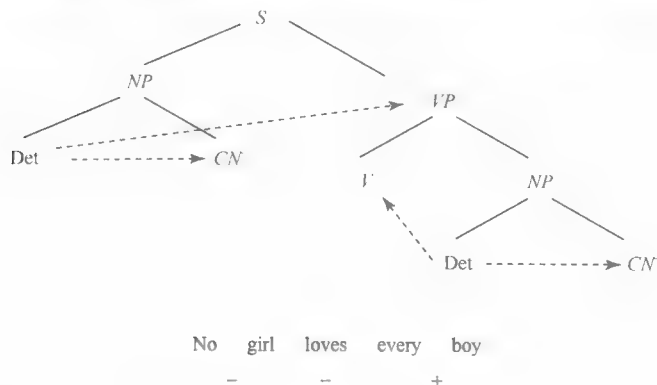 S
NP
VP
Det CN
V NP
Det CN
No girl loves every boy
– – +